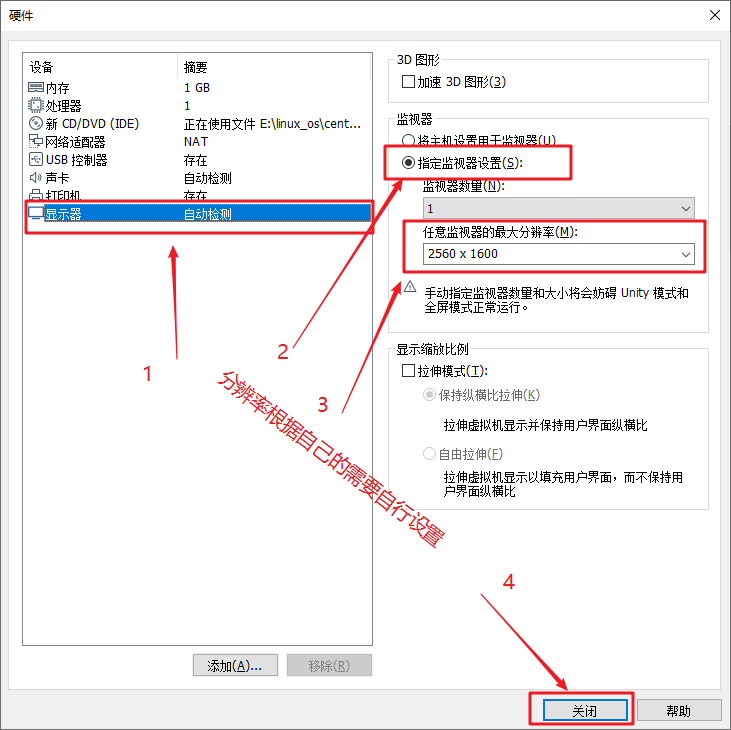 硬件
设备 摘要
内存 1 GB
处理器 1
新 CD/DVD (IDE) 正在使用文件 E:\linux_os\cent...
网络适配器 NAT
USB 控制器 存在
声卡 自动检测
打印机 存在
显示器 自动检测
1
2
3
分辨率根据自己的需要自行设置
添加(A)...
移除(R)
3D 图形
加速 3D 图形(3)
监视器
将主机设置用于监视器(U)
指定监视器设置(S):
监视器数量(N):
1
任意监视器的最大分辨率(M):
2560 x 1600
手动指定监视器数量和大小将会妨碍 Unity 模式和
全屏模式正常运行。
显示缩放比例
拉伸模式(T):
保持纵横比拉伸(K)
拉伸虚拟机显示并保持用户界面纵横比
自由拉伸(F)
拉伸虚拟机显示以填充用户界面，而不保持用
户界面纵横比
4
关闭
帮助